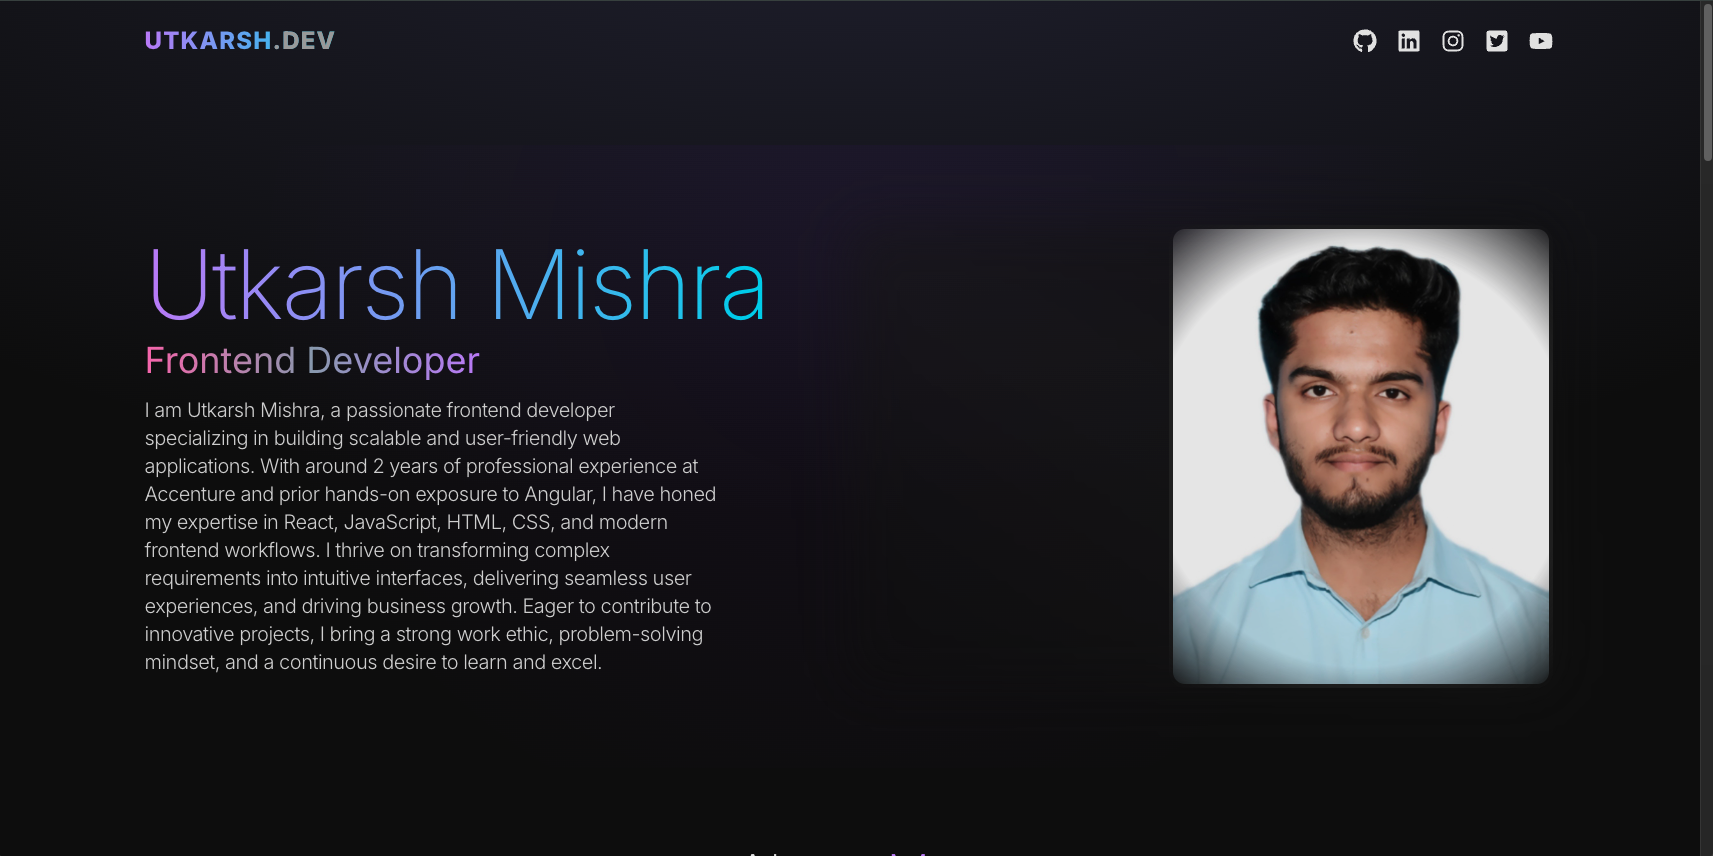 UTKARSH.DEV
Utkarsh Mishra
Frontend Developer
I am Utkarsh Mishra, a passionate frontend developer
specializing in building scalable and user-friendly web
applications. With around 2 years of professional experience at
Accenture and prior hands-on exposure to Angular, I have honed
my expertise in React, JavaScript, HTML, CSS, and modern
frontend workflows. I thrive on transforming complex
requirements into intuitive interfaces, delivering seamless user
experiences, and driving business growth. Eager to contribute to
innovative projects, I bring a strong work ethic, problem-solving
mindset, and a continuous desire to learn and excel.